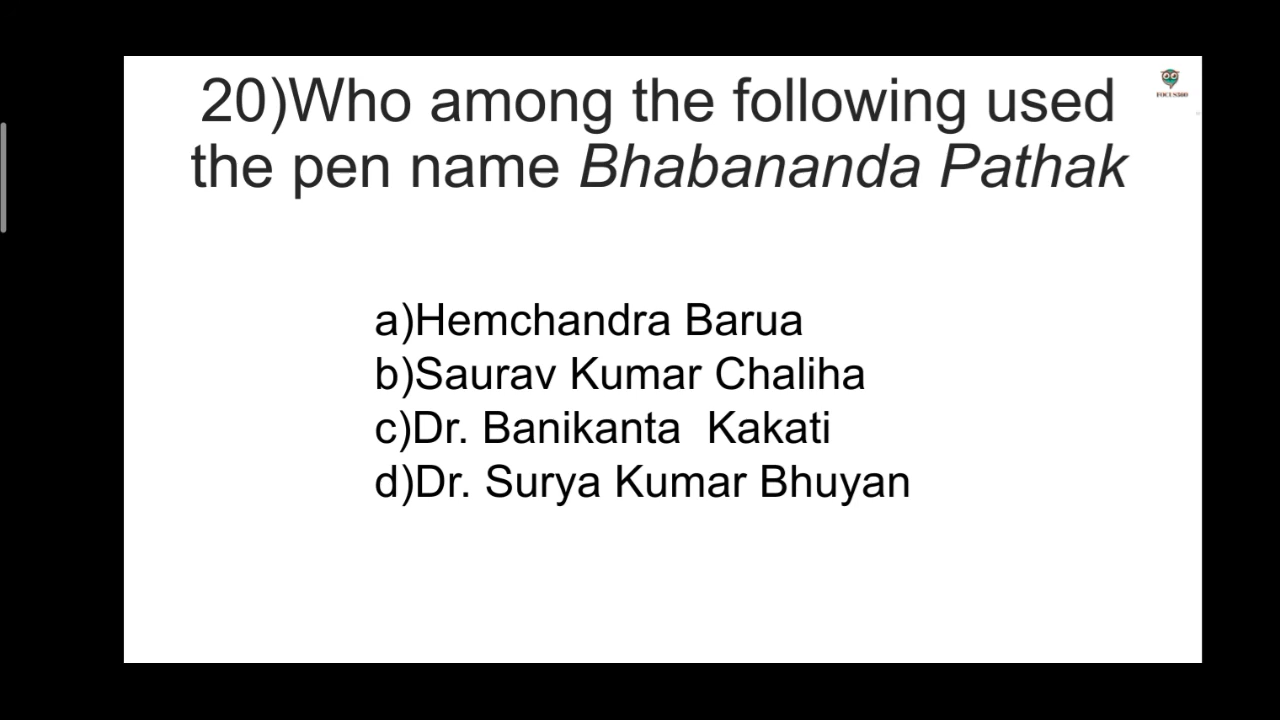 20)Who among the following used
the pen name Bhabananda Pathak
FOCUS360
a)Hemchandra Barua
b)Saurav Kumar Chaliha
c)Dr. Banikanta  Kakati
d)Dr. Surya Kumar Bhuyan